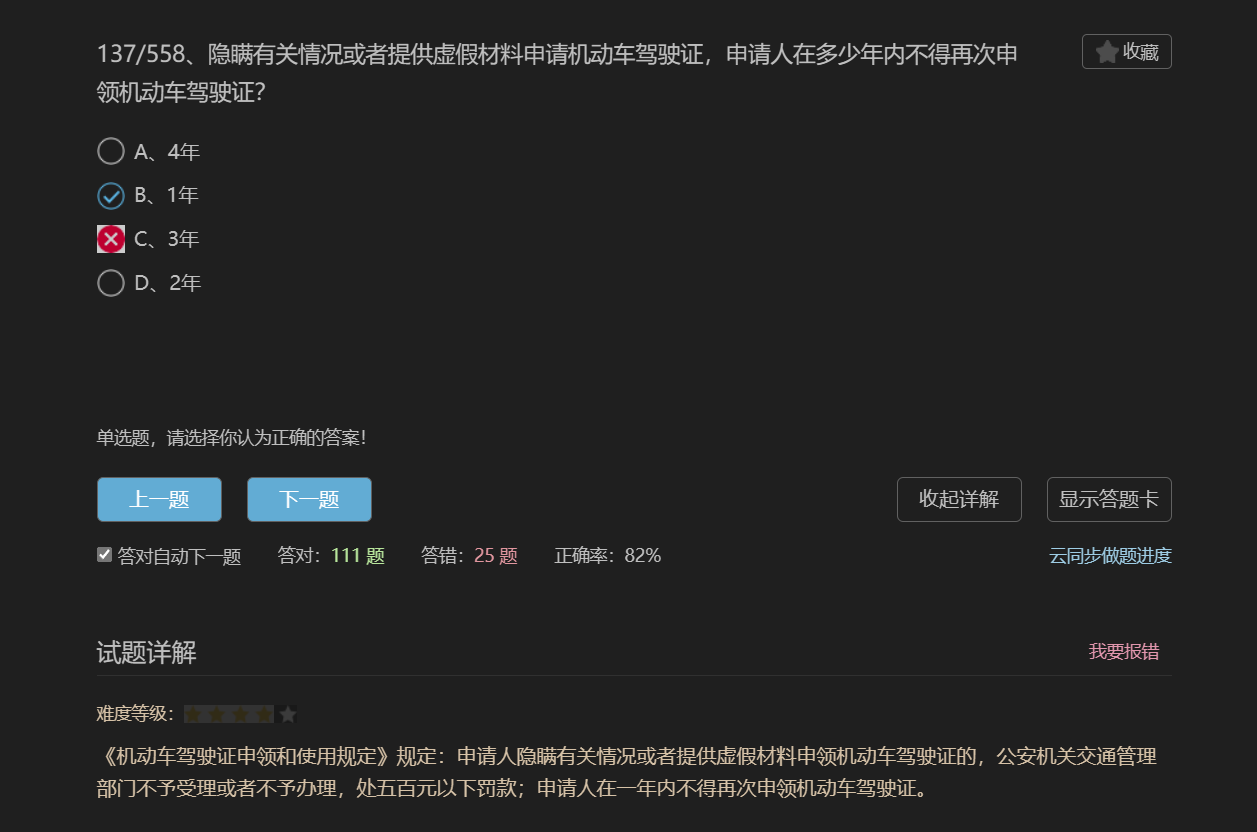 137/558、隐瞒有关情况或者提供虚假材料申请机动车驾驶证，申请人在多少年内不得再次申
领机动车驾驶证？
收藏
A、4年
B、1年
C、3年
D、2年
单选题，请选择你认为正确的答案！
上一题
下一题
收起详解
显示答题卡
答对自动下一题 答对：111 题 答错：25 题 正确率：82%
云同步做题进度
试题详解
我要报错
难度等级：
《机动车驾驶证申领和使用规定》规定：申请人隐瞒有关情况或者提供虚假材料申领机动车驾驶证的，公安机关交通管理
部门不予受理或者不予办理，处五百元以下罚款；申请人在一年内不得再次申领机动车驾驶证。